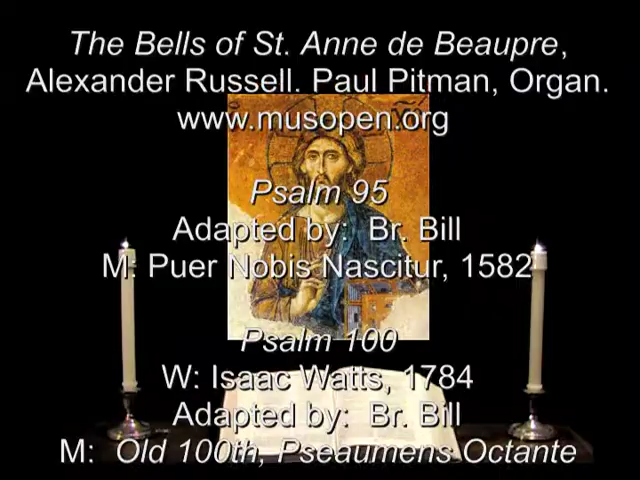 The Bells of St. Anne de Beaupre,
Alexander Russell. Paul Pitman, Organ.
www.musopen.org
Psalm 95
Adapted by:  Br. Bill
M: Puer Nobis Nascitur, 1582
Psalm 100
W: Isaac Watts, 1784
Adapted by:  Br. Bill
M:  Old 100th, Pseaumens Octante